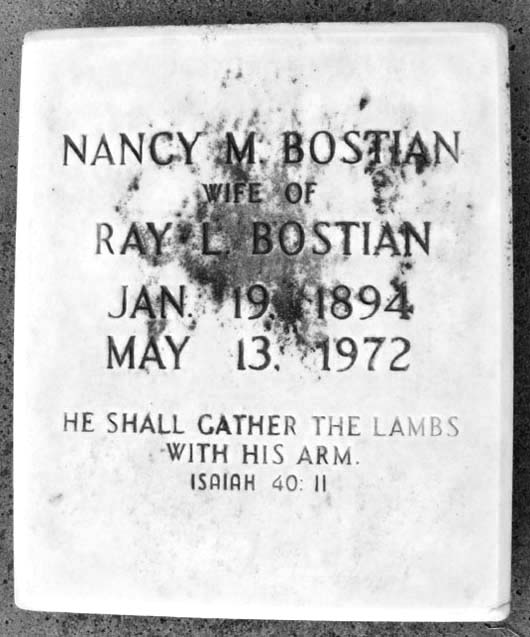 NANCY M. BOSTIAN
WIFE OF
RAY L. BOSTIAN
JAN. 19, 1894
MAY 13, 1972
HE SHALL GATHER THE LAMBS
WITH HIS ARM.
ISAIAH 40: 11